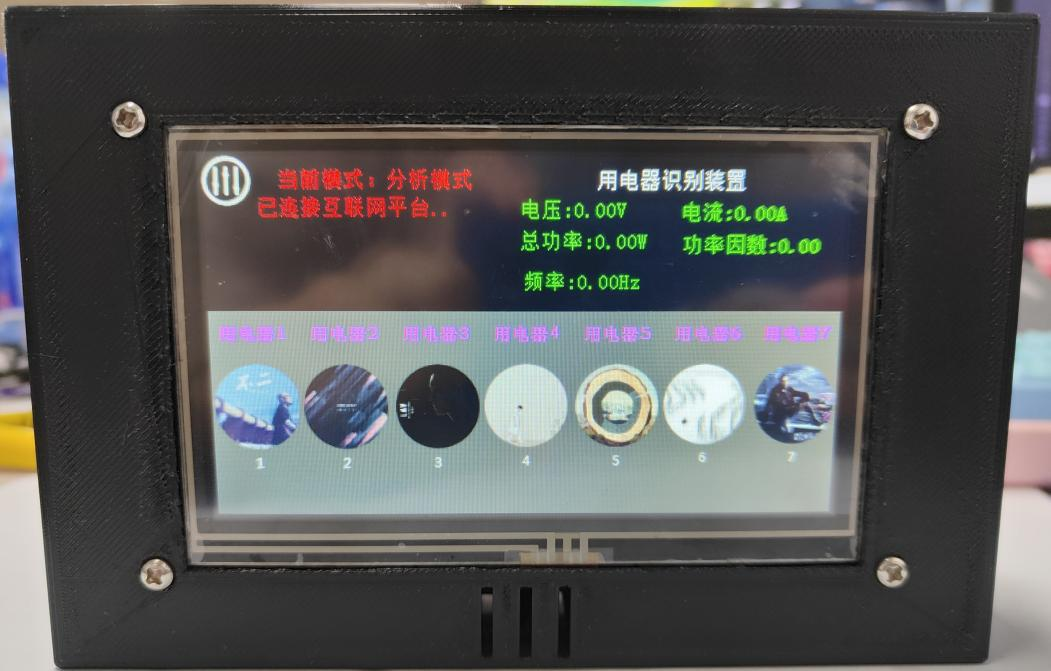 当前模式：分析模式
已连接互联网平台..
用电器识别装置
电压:0.00V 电流:0.00A
总功率:0.00W 功率因数:0.00
频率:0.00Hz
用电器1 用电器2 用电器3 用电器4 用电器5 用电器6 用电器7
不二
1 2 3 4 5 6 7